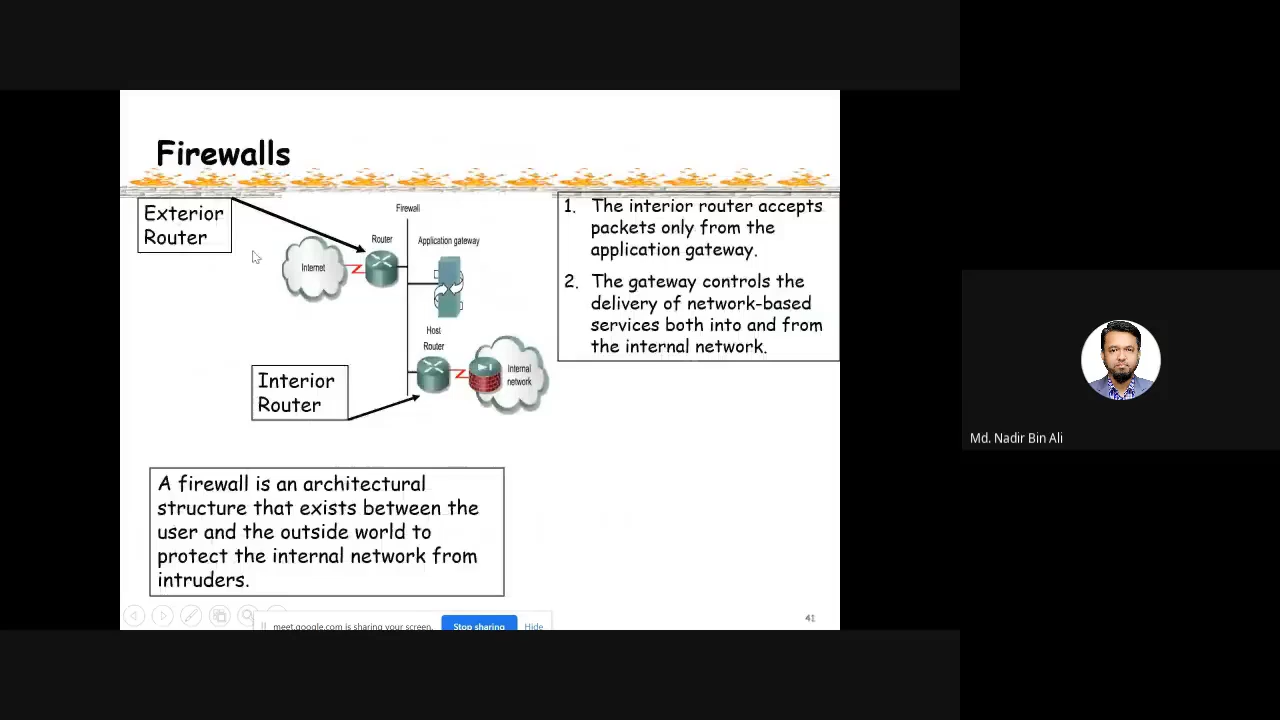 Firewalls
Exterior
Router
Firewall
Router
Application gateway
Internet
Host
Router
Internal
network
Interior
Router
1. The interior router accepts
packets only from the
application gateway.
2. The gateway controls the
delivery of network-based
services both into and from
the internal network.
A firewall is an architectural
structure that exists between the
user and the outside world to
protect the internal network from
intruders.
41
meet.google.com is sharing your screen.
Stop sharing
Hide
Md. Nadir Bin Ali